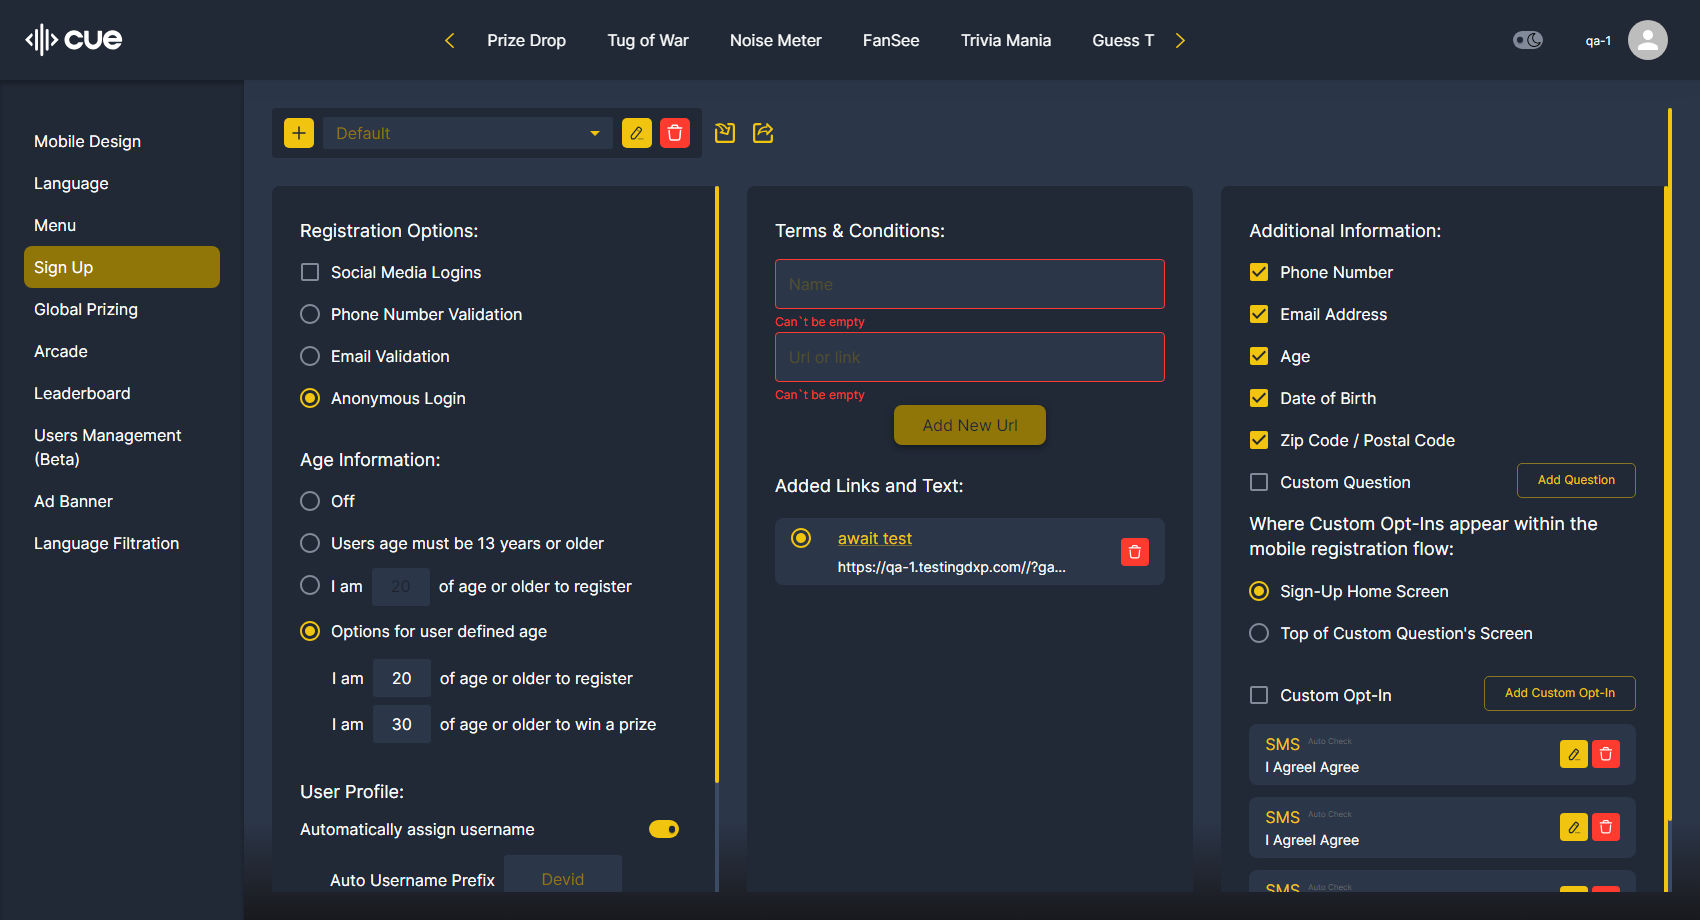 cue
Prize Drop
Tug of War
Noise Meter
FanSee
Trivia Mania
Guess T
qa-1
Mobile Design
Language
Menu
Sign Up
Global Prizing
Arcade
Leaderboard
Users Management
(Beta)
Ad Banner
Language Filtration
Default
Registration Options:
Social Media Logins
Phone Number Validation
Email Validation
Anonymous Login
Age Information:
Off
Users age must be 13 years or older
I am 20 of age or older to register
Options for user defined age
I am 20 of age or older to register
I am 30 of age or older to win a prize
User Profile:
Automatically assign username
Auto Username Prefix Devid
Terms & Conditions:
Name
Can`t be empty
Url or link
Can`t be empty
Add New Url
Added Links and Text:
await test
https://qa-1.testingdxp.com//?ga...
Additional Information:
Phone Number
Email Address
Age
Date of Birth
Zip Code / Postal Code
Custom Question
Add Question
Where Custom Opt-Ins appear within the
mobile registration flow:
Sign-Up Home Screen
Top of Custom Question's Screen
Custom Opt-In
Add Custom Opt-In
SMS Auto Check
I AgreeI Agree
SMS Auto Check
I AgreeI Agree
SMS Auto Check